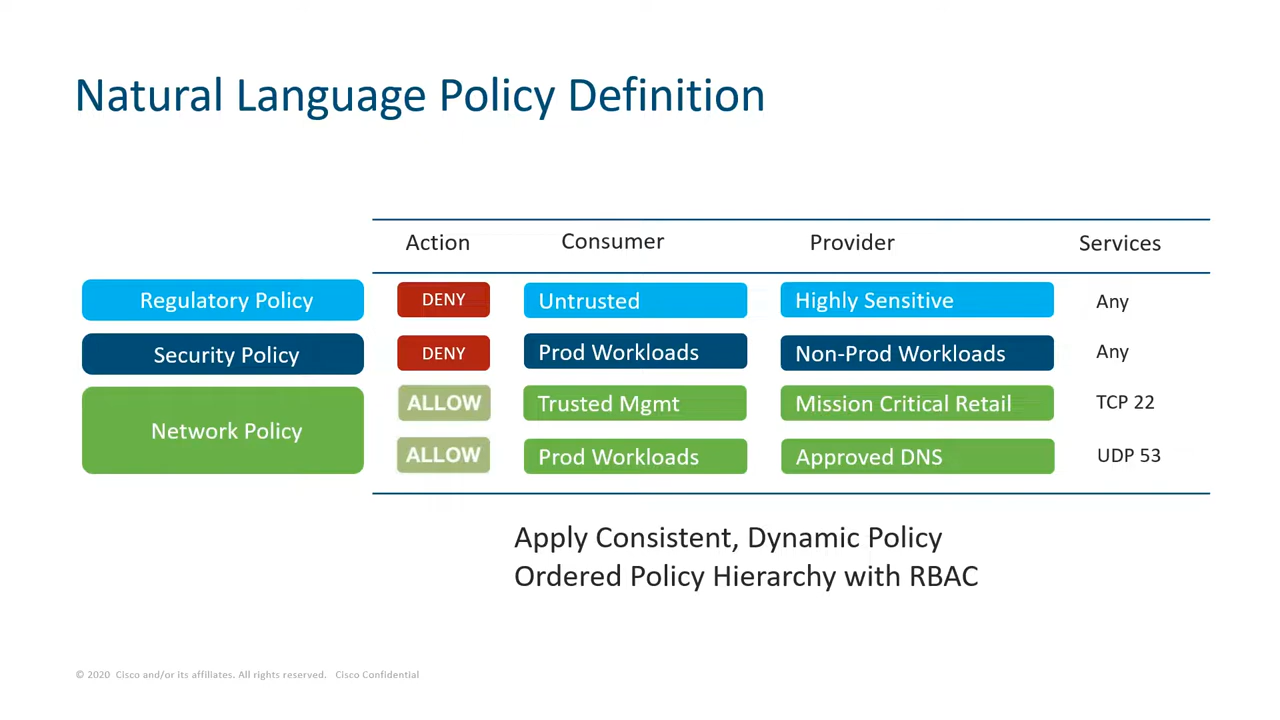 Natural Language Policy Definition
Action Consumer Provider Services
Regulatory Policy DENY Untrusted Highly Sensitive Any
Security Policy DENY Prod Workloads Non-Prod Workloads Any
Network Policy
ALLOW Trusted Mgmt Mission Critical Retail TCP 22
ALLOW Prod Workloads Approved DNS UDP 53
Apply Consistent, Dynamic Policy
Ordered Policy Hierarchy with RBAC
© 2020 Cisco and/or its affiliates. All rights reserved. Cisco Confidential